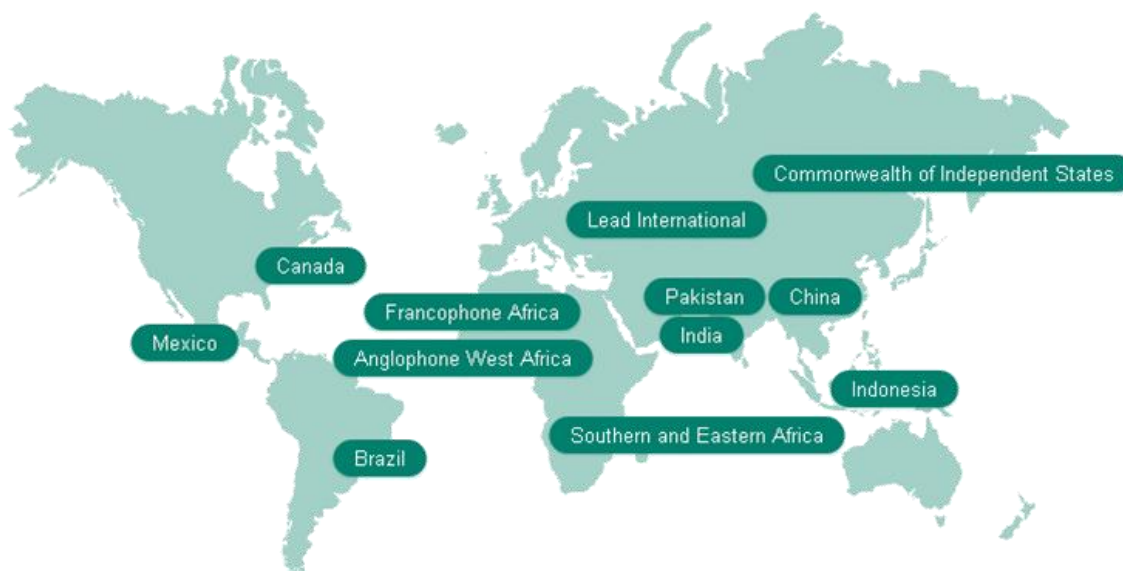 Commonwealth of Independent States
Lead International
Canada
Pakistan
China
Francophone Africa
India
Mexico
Anglophone West Africa
Indonesia
Southern and Eastern Africa
Brazil